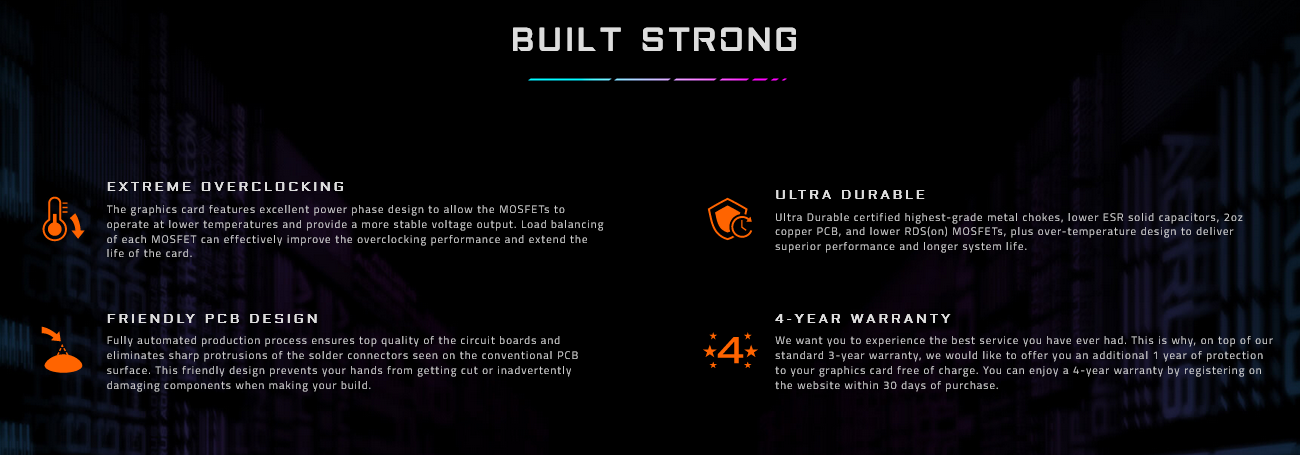 BUILT STRONG
EXTREME OVERCLOCKING
The graphics card features excellent power phase design to allow the MOSFETs to
operate at lower temperatures and provide a more stable voltage output. Load balancing
of each MOSFET can effectively improve the overclocking performance and extend the
life of the card.
ULTRA DURABLE
Ultra Durable certified highest-grade metal chokes, lower ESR solid capacitors, 2oz
copper PCB, and lower RDS(on) MOSFETs, plus over-temperature design to deliver
superior performance and longer system life.
FRIENDLY PCB DESIGN
Fully automated production process ensures top quality of the circuit boards and
eliminates sharp protrusions of the solder connectors seen on the conventional PCB
surface. This friendly design prevents your hands from getting cut or inadvertently
damaging components when making your build.
4
4-YEAR WARRANTY
We want you to experience the best service you have ever had. This is why, on top of our
standard 3-year warranty, we would like to offer you an additional 1 year of protection
to your graphics card free of charge. You can enjoy a 4-year warranty by registering on
the website within 30 days of purchase.